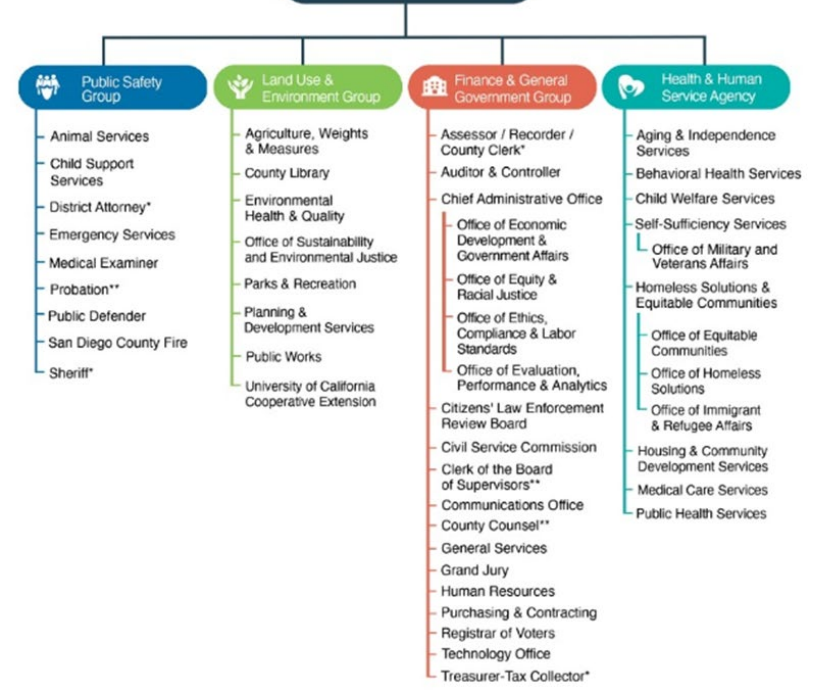 Public Safety
Group
Animal Services
Child Support
Services
District Attorney*
Emergency Services
Medical Examiner
Probation**
Public Defender
San Diego County Fire
Sheriff*
Land Use &
Environment Group
Agriculture, Weights
& Measures
County Library
Environmental
Health & Quality
Office of Sustainability
and Environmental Justice
Parks & Recreation
Planning &
Development Services
Public Works
University of California
Cooperative Extension
Finance & General
Government Group
Assessor / Recorder /
County Clerk*
Auditor & Controller
Chief Administrative Office
Office of Economic
Development &
Government Affairs
Office of Equity &
Racial Justice
Office of Ethics,
Compliance & Labor
Standards
Office of Evaluation,
Performance & Analytics
Citizens' Law Enforcement
Review Board
Civil Service Commission
Clerk of the Board
of Supervisors**
Communications Office
County Counsel**
General Services
Grand Jury
Human Resources
Purchasing & Contracting
Registrar of Voters
Technology Office
Treasurer-Tax Collector*
Health & Human
Service Agency
Aging & Independence
Services
Behavioral Health Services
Child Welfare Services
Self-Sufficiency Services
Office of Military and
Veterans Affairs
Homeless Solutions &
Equitable Communities
Office of Equitable
Communities
Office of Homeless
Solutions
Office of Immigrant
& Refugee Affairs
Housing & Community
Development Services
Medical Care Services
Public Health Services